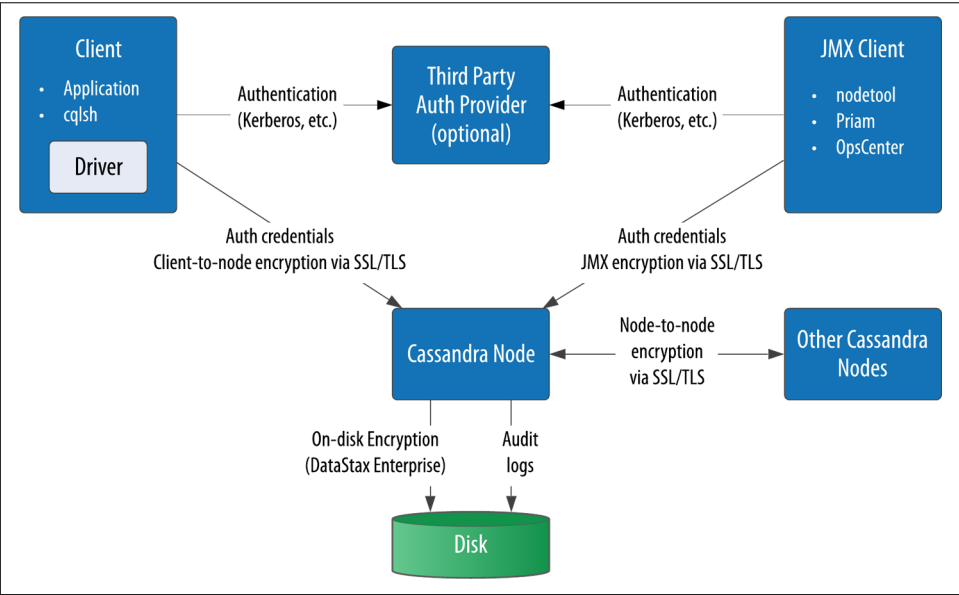 Client
• Application
• cqlsh
Driver
Authentication
(Kerberos, etc.)
Third Party
Auth Provider
(optional)
Authentication
(Kerberos, etc.)
JMX Client
• nodetool
• Priam
• OpsCenter
Auth credentials
Client-to-node encryption via SSL/TLS
Auth credentials
JMX encryption via SSL/TLS
Cassandra Node
Node-to-node
encryption
via SSL/TLS
Other Cassandra
Nodes
On-disk Encryption
(DataStax Enterprise)
Audit
logs
Disk